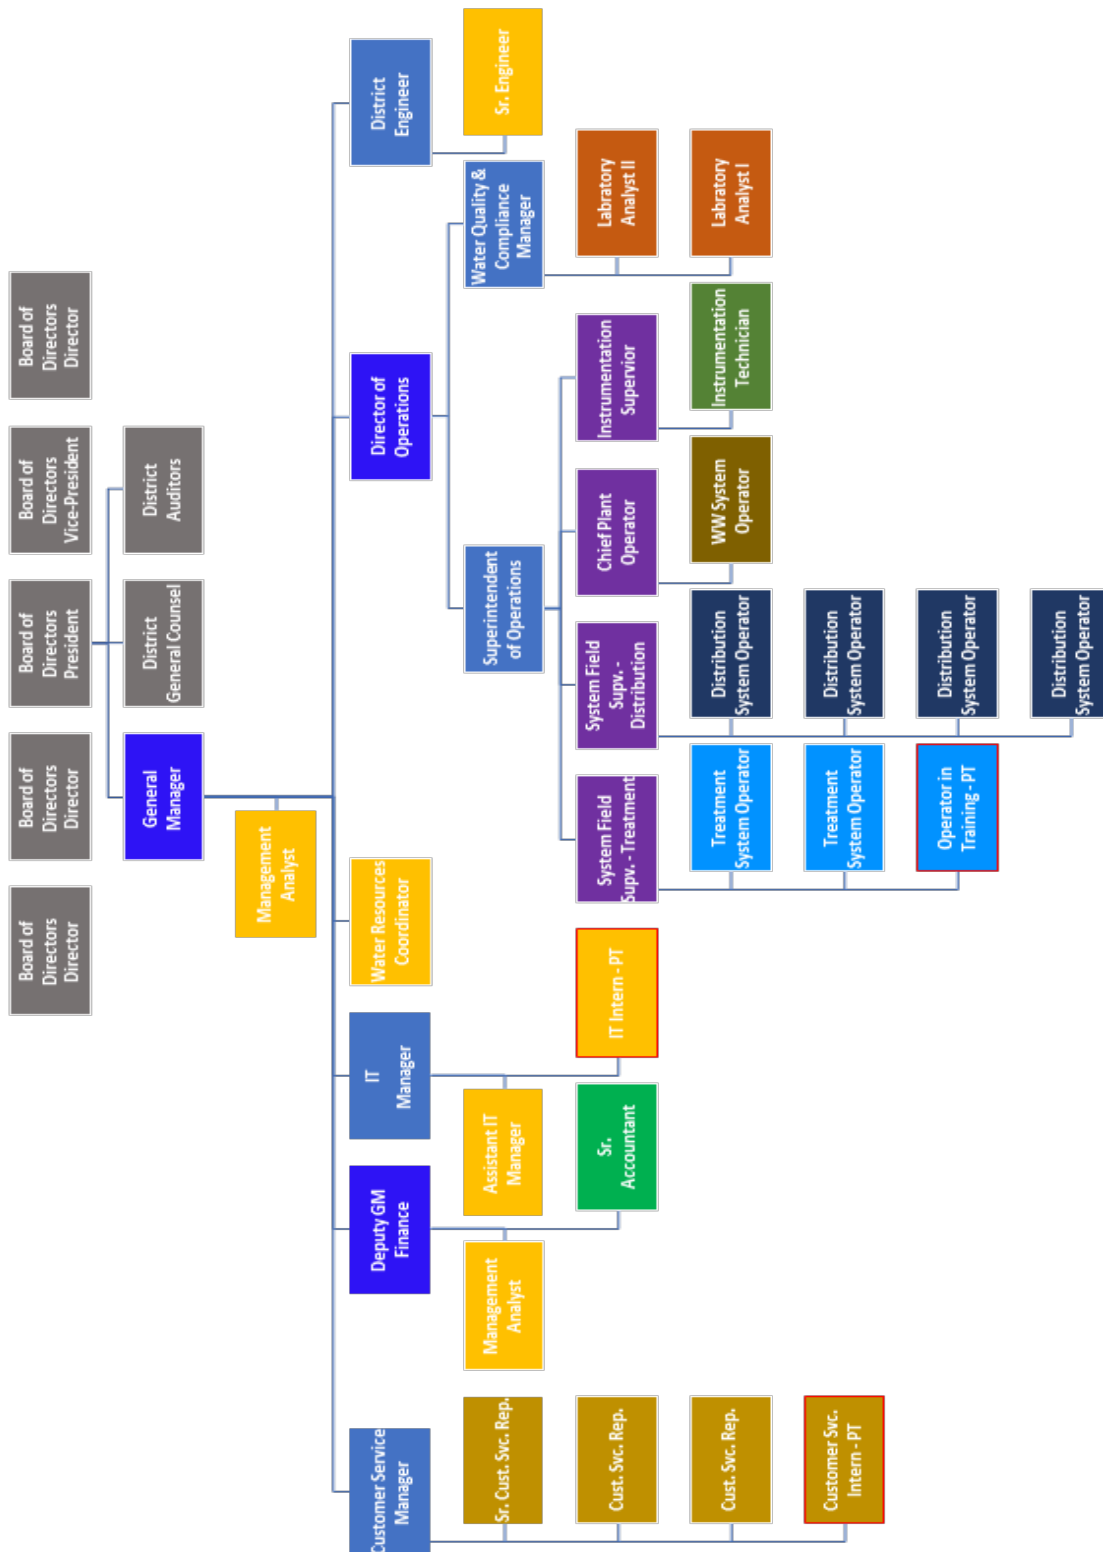 Board of
Directors
Director
Board of
Directors
Director
Board of
Directors
President
Board of
Directors
Vice-President
Board of
Directors
Director
General
Manager
District
General Counsel
District
Auditors
Management
Analyst
Customer Service
Manager
Deputy GM
Finance
IT
Manager
Water Resources
Coordinator
Director of
Operations
District
Engineer
Sr. Cust. Svc. Rep.
Management
Analyst
Assistant IT
Manager
Superintendent
of Operations
Water Quality &
Compliance
Manager
Sr. Engineer
Cust. Svc. Rep.
Sr.
Accountant
IT Intern - PT
System Field
Supv. - Treatment
System Field
Supv. -
Distribution
Chief Plant
Operator
Instrumentation
Supervior
Labratory
Analyst II
Cust. Svc. Rep.
Treatment
System Operator
Distribution
System Operator
WW System
Operator
Instrumentation
Technician
Labratory
Analyst I
Customer Svc.
Intern - PT
Treatment
System Operator
Distribution
System Operator
Operator in
Training - PT
Distribution
System Operator
Distribution
System Operator